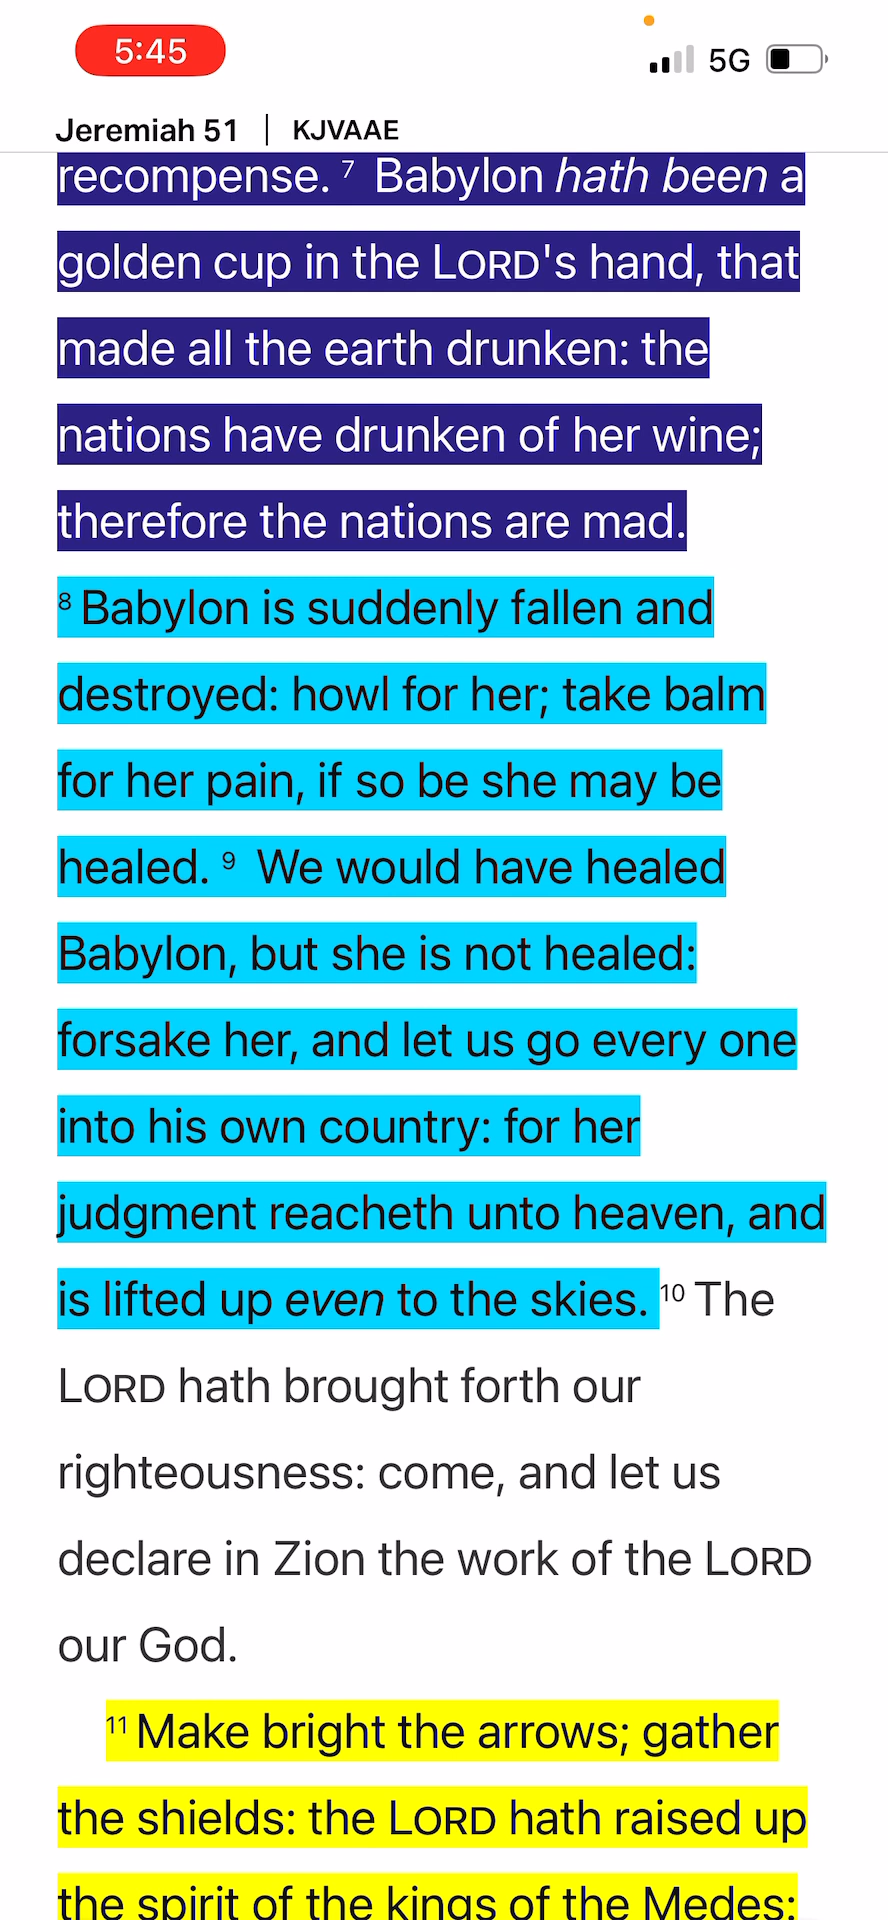 5:45
5G
Jeremiah 51 | KJVAAE
recompense. 7 Babylon hath been a
golden cup in the LORD's hand, that
made all the earth drunken: the
nations have drunken of her wine;
therefore the nations are mad.
8 Babylon is suddenly fallen and
destroyed: howl for her; take balm
for her pain, if so be she may be
healed. 9 We would have healed
Babylon, but she is not healed:
forsake her, and let us go every one
into his own country: for her
judgment reacheth unto heaven, and
is lifted up even to the skies. 10 The
LORD hath brought forth our
righteousness: come, and let us
declare in Zion the work of the LORD
our God.
11 Make bright the arrows; gather
the shields: the LORD hath raised up
the spirit of the kings of the Medes: